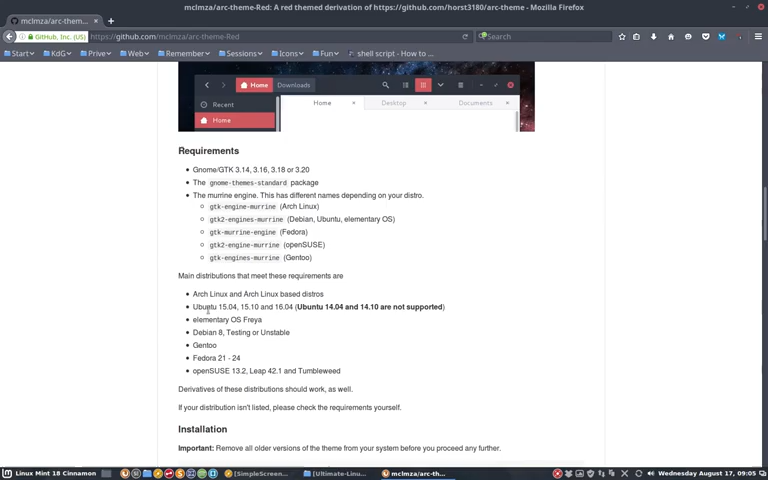 mclmza/arc-theme-Red: A red themed derivation of https://github.com/horst3180/arc-theme - Mozilla Firefox
mclmza/arc-theme-...
GitHub, Inc. (US)
https://github.com/mclmza/arc-theme-Red
Search
Start
KdG
Prive
Web
Remember
Sessions
Icons
Fun
shell script - How to ...
Home
Downloads
Recent
Home
Desktop
Documents
Home
Requirements
Gnome/GTK 3.14, 3.16, 3.18 or 3.20
The gnome-themes-standard package
The murrine engine. This has different names depending on your distro.
gtk-engine-murrine (Arch Linux)
gtk2-engines-murrine (Debian, Ubuntu, elementary OS)
gtk-murrine-engine (Fedora)
gtk2-engine-murrine (openSUSE)
gtk-engines-murrine (Gentoo)
Main distributions that meet these requirements are
Arch Linux and Arch Linux based distros
Ubuntu 15.04, 15.10 and 16.04 (Ubuntu 14.04 and 14.10 are not supported)
elementary OS Freya
Debian 8, Testing or Unstable
Gentoo
Fedora 21 - 24
openSUSE 13.2, Leap 42.1 and Tumbleweed
Derivatives of these distributions should work, as well.
If your distribution isn't listed, please check the requirements yourself.
Installation
Important: Remove all older versions of the theme from your system before you proceed any further.
Linux Mint 18 Cinnamon
[SimpleScreen...
[Ultimate-Linu...
mclmza/arc-th...
Wednesday August 17, 09:05